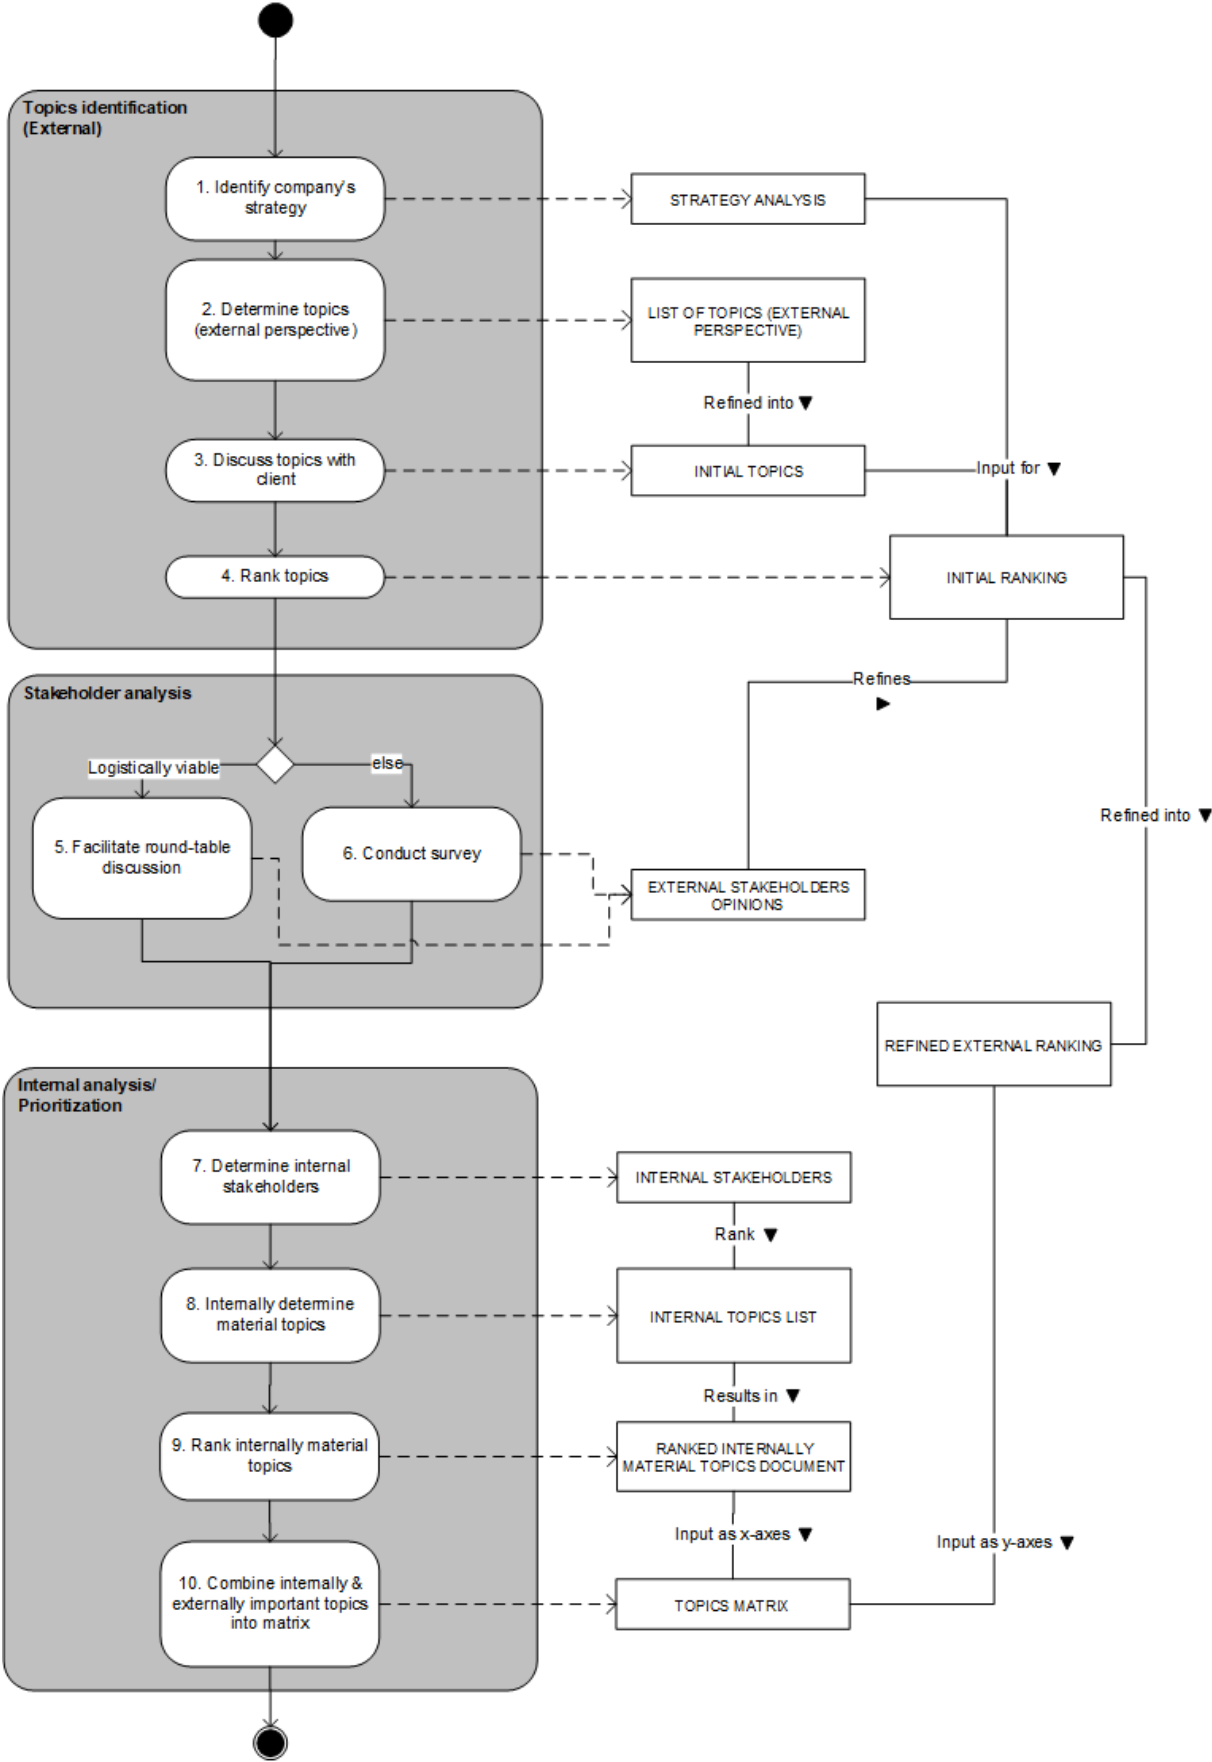 Topics identification
(External)
1. Identify company's
strategy
STRATEGY ANALYSIS
2. Determine topics
(external perspective)
LIST OF TOPICS (EXTERNAL
PERSPECTIVE)
Refined into ▼
3. Discuss topics with
client
INITIAL TOPICS
Input for ▼
4. Rank topics
INITIAL RANKING
Stakeholder analysis
Refines
►
Logistically viable
else
5. Facilitate round-table
discussion
6. Conduct survey
Refined into ▼
EXTERNAL STAKEHOLDERS
OPINIONS
REFINED EXTERNAL RANKING
Internal analysis/
Prioritization
7. Determine internal
stakeholders
INTERNAL STAKEHOLDERS
Rank ▼
8. Internally determine
material topics
INTERNAL TOPICS LIST
Results in ▼
9. Rank internally material
topics
RANKED INTERNALLY
MATERIAL TOPICS DOCUMENT
Input as x-axes ▼
Input as y-axes ▼
10. Combine internally &
externally important topics
into matrix
TOPICS MATRIX